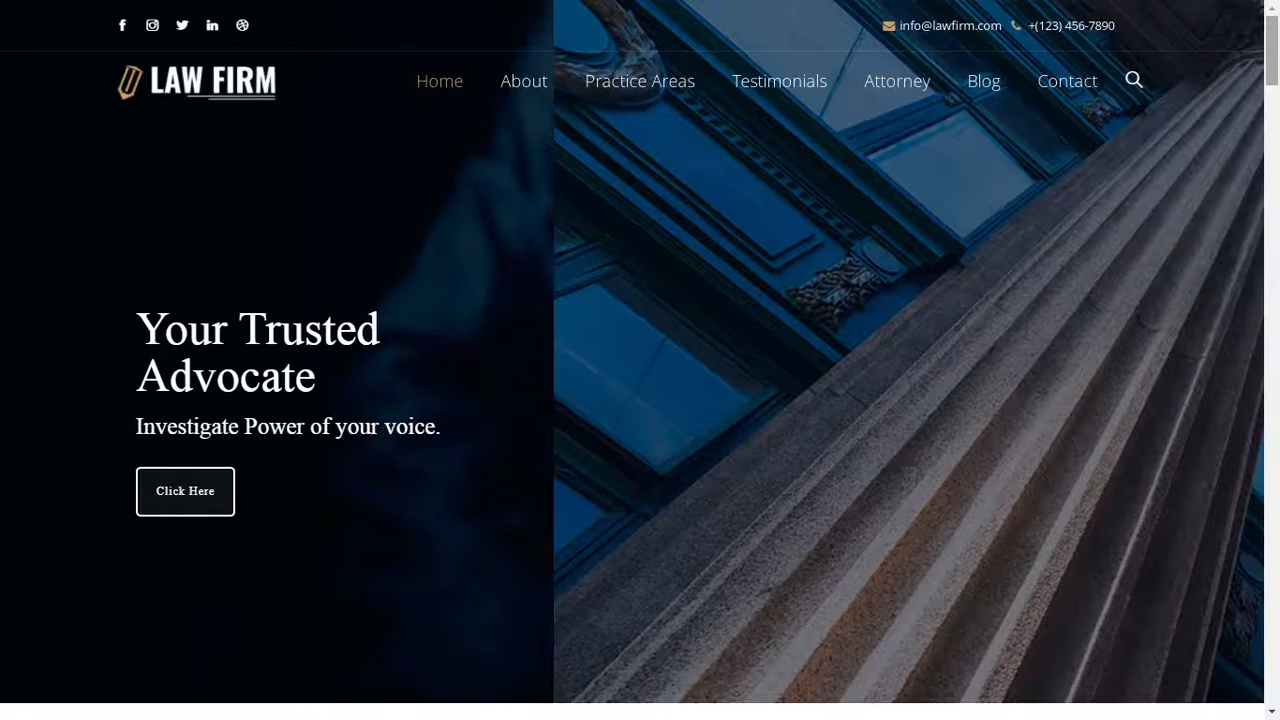 info@lawfirm.com +(123) 456-7890
LAW FIRM Home About Practice Areas Testimonials Attorney Blog Contact
Your Trusted
Advocate
Investigate Power of your voice.
Click Here